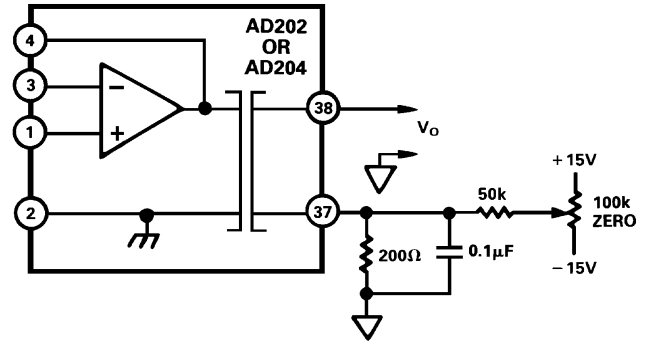 AD202
OR
AD204
4
3
1
2
−
+
38
37
V_O
+15V
50k
100k
ZERO
200Ω
0.1µF
−15V